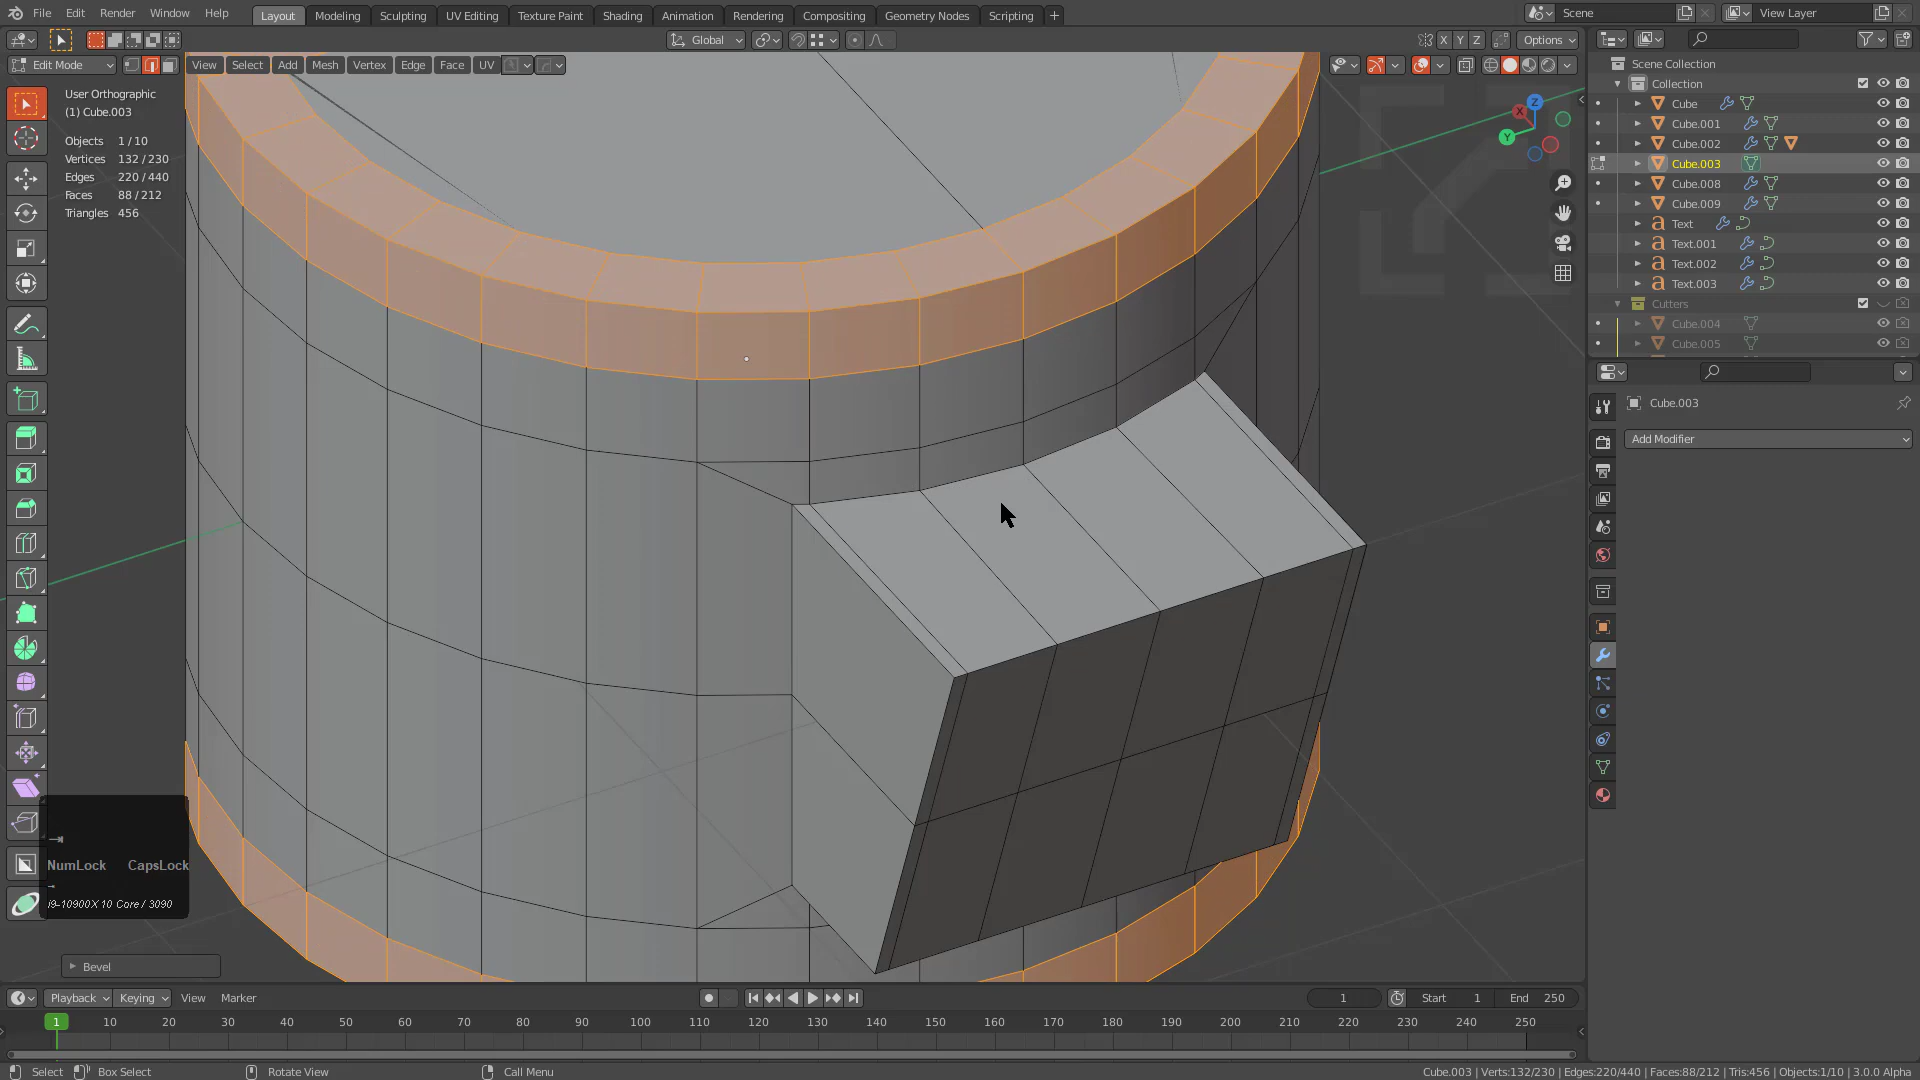 File Edit Render Window Help Layout Modeling Sculpting UV Editing Texture Paint Shading Animation Rendering Compositing Geometry Nodes Scripting + Scene View Layer
Global X Y Z Options
Edit Mode View Select Add Mesh Vertex Edge Face UV
User Orthographic
(1) Cube.003
Objects 1/10
Vertices 132/230
Edges 220/440
Faces 88/212
Triangles 456
Z
X
Y
Scene Collection
Collection
Cube
Cube.001
Cube.002
Cube.003
Cube.008
Cube.009
Text
Text.001
Text.002
Text.003
Cutters
Cube.004
Cube.005
Cube.003
Add Modifier
NumLock CapsLock
i9-10900X 10 Core / 3090
Bevel
Playback Keying View Marker 1 Start 1 End 250
1 10 20 30 40 50 60 70 80 90 100 110 120 130 140 150 160 170 180 190 200 210 220 230 240 250
Select Box Select Rotate View Call Menu Cube.003 | Verts:132/230 | Edges:220/440 | Faces:88/212 | Tris:456 | Objects:1/10 | 3.0.0 Alpha